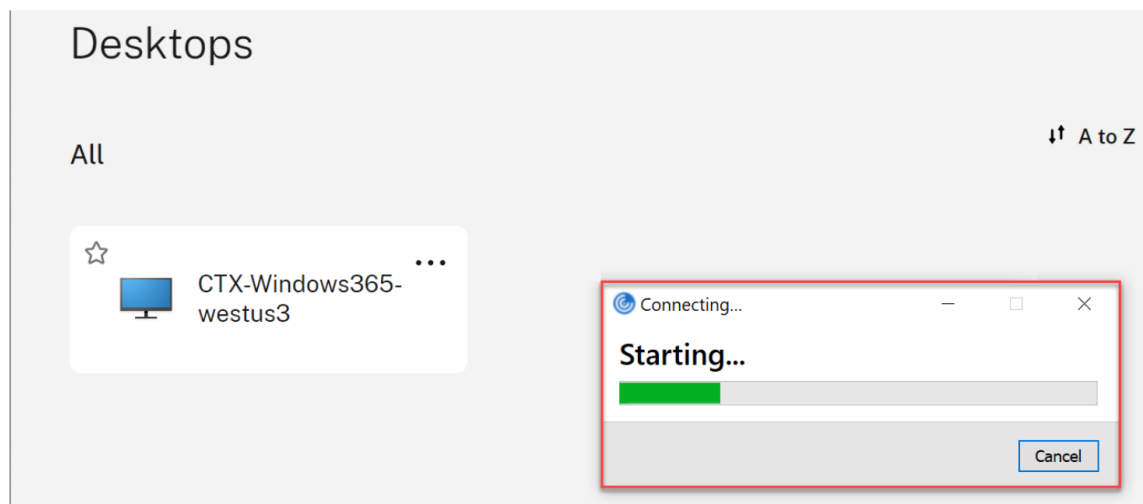 Desktops
All
A to Z
CTX-Windows365-
westus3
Connecting...
Starting...
Cancel